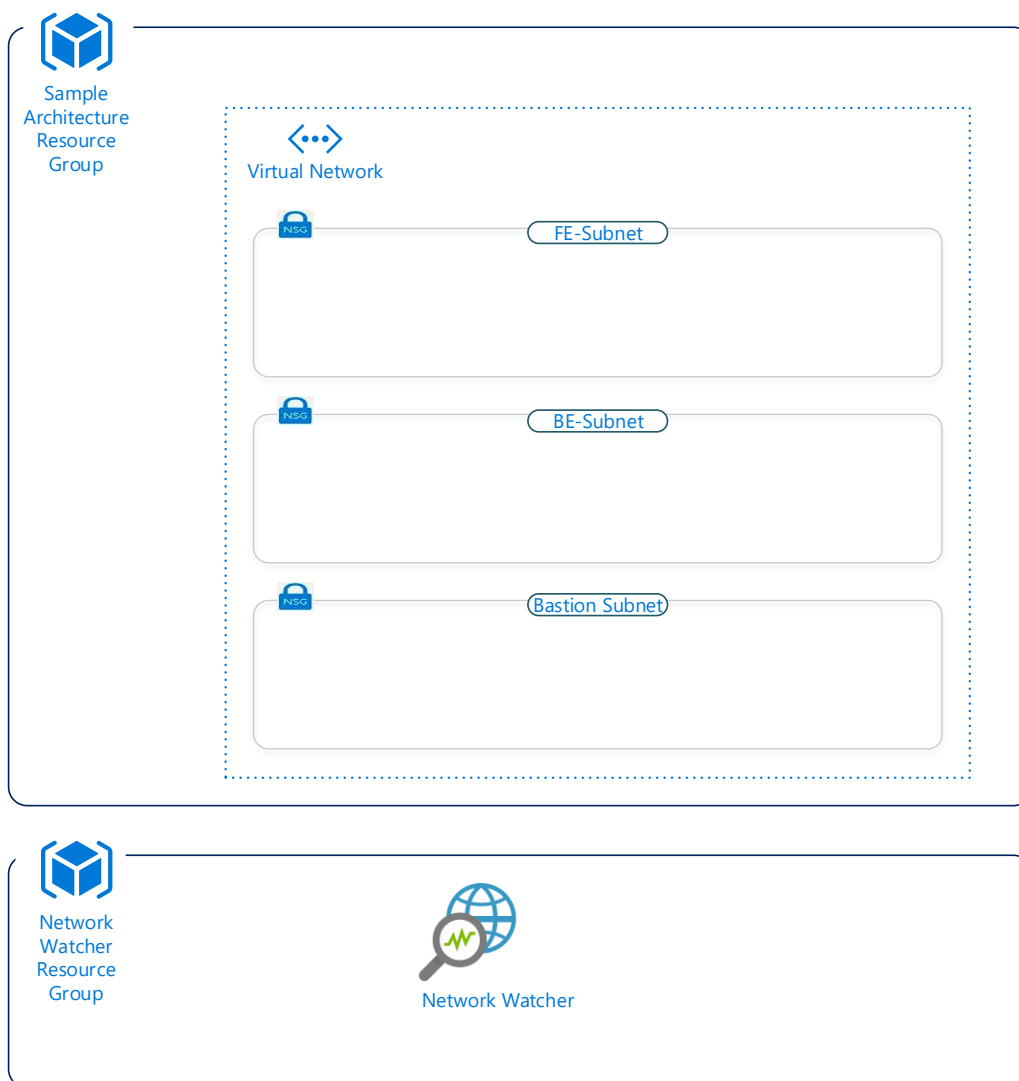 Sample
Architecture
Resource
Group
Virtual Network
NSG
FE-Subnet
NSG
BE-Subnet
NSG
Bastion Subnet
Network
Watcher
Resource
Group
Network Watcher